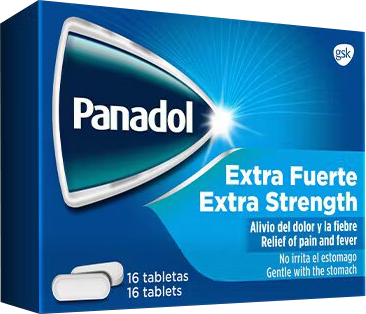 gsk
Panadol
Extra Fuerte
Extra Strength
Alivio del dolor y la fiebre
Relief of pain and fever
No irrita el estomago
Gentle with the stomach
16 tabletas
16 tablets